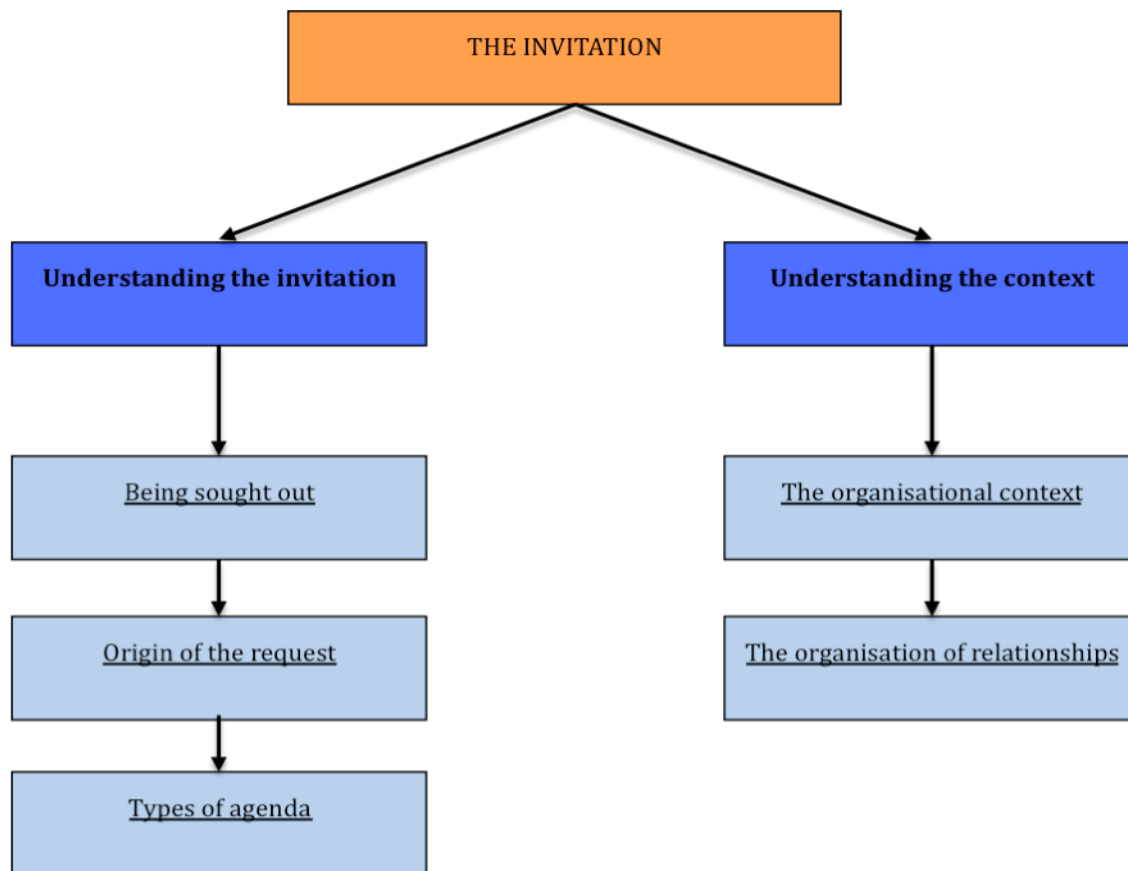 THE INVITATION
Understanding the invitation
Understanding the context
Being sought out
The organisational context
Origin of the request
The organisation of relationships
Types of agenda